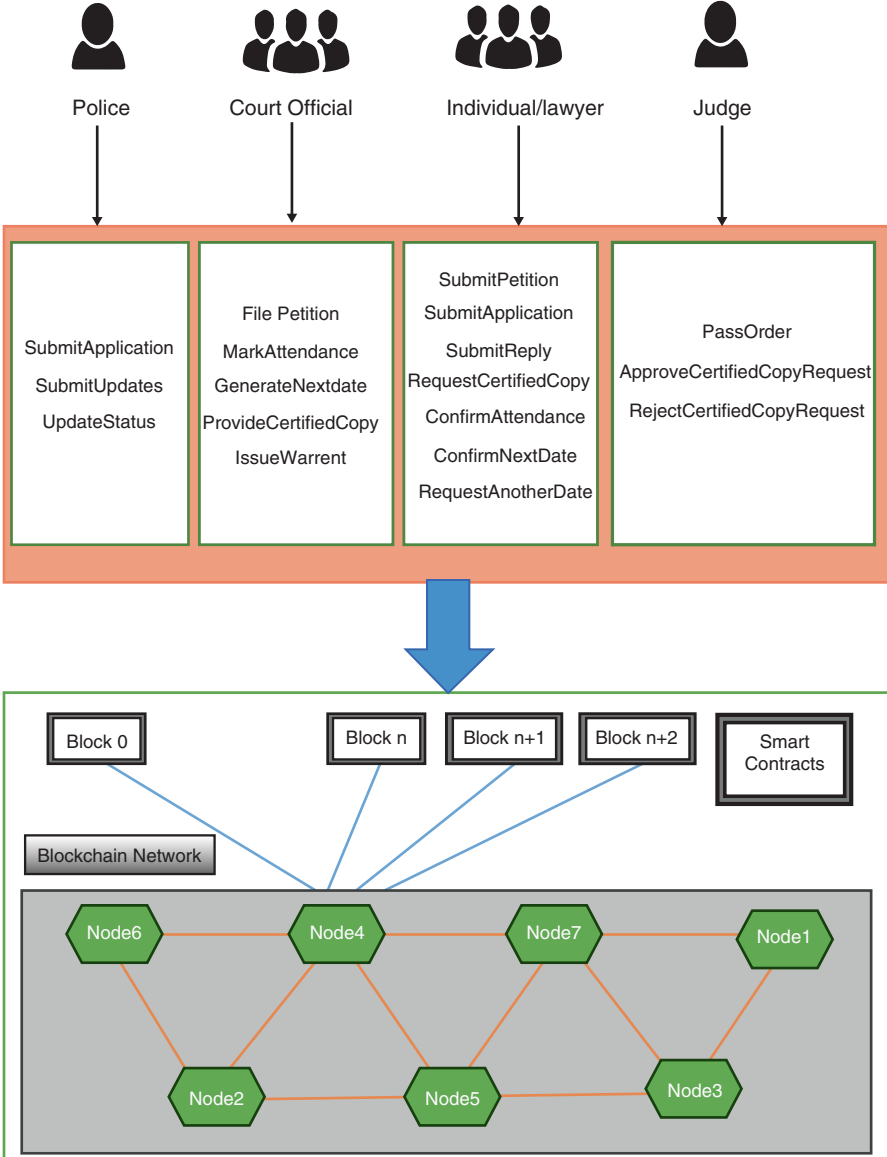 Police
Court Official
Individual/lawyer
Judge
SubmitApplication
SubmitUpdates
UpdateStatus
File Petition
MarkAttendance
GenerateNextdate
ProvideCertifiedCopy
IssueWarrent
SubmitPetition
SubmitApplication
SubmitReply
RequestCertifiedCopy
ConfirmAttendance
ConfirmNextDate
RequestAnotherDate
PassOrder
ApproveCertifiedCopyRequest
RejectCertifiedCopyRequest
Block 0
Block n
Block n+1
Block n+2
Smart
Contracts
Blockchain Network
Node6
Node4
Node7
Node1
Node2
Node5
Node3